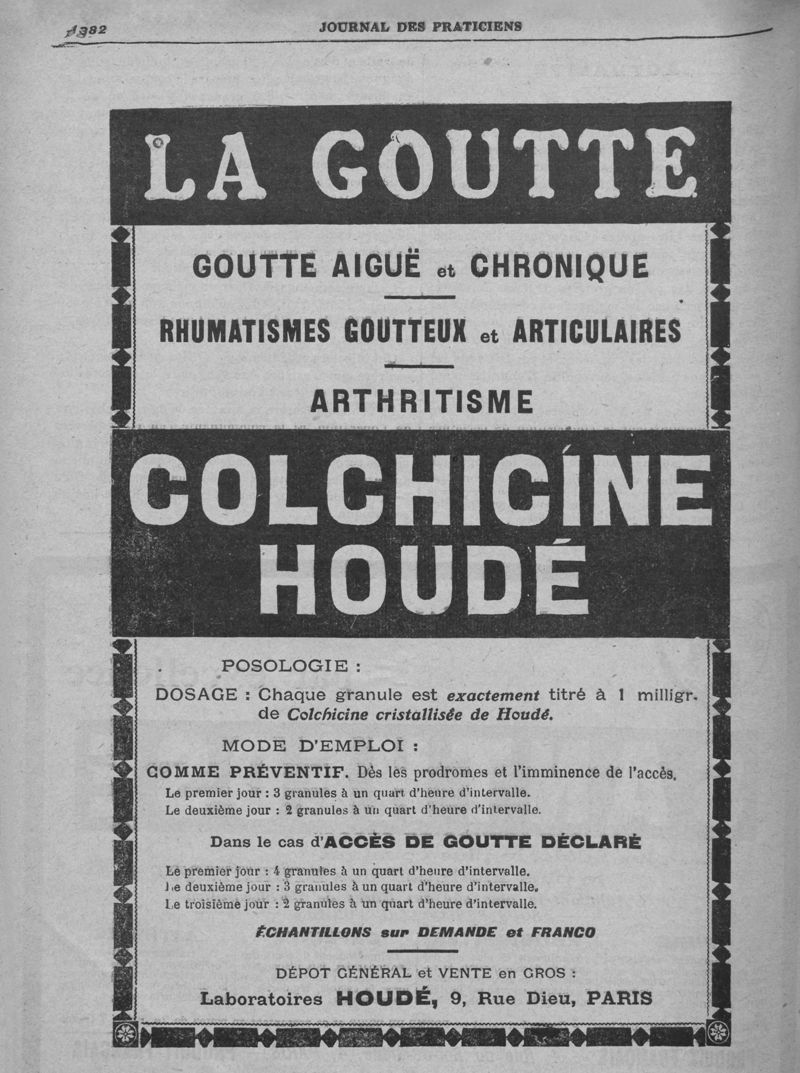 1382
JOURNAL DES PRATICIENS
LA GOUTTE
GOUTTE AIGUË et CHRONIQUE
RHUMATISMES GOUTTEUX et ARTICULAIRES
ARTHRITISME
COLCHICÍNE
HOUDÉ
POSOLOGIE :
DOSAGE : Chaque granule est exactement titré à 1 milligr.
de Colchicine cristallisée de Houdé.
MODE D'EMPLOI :
COMME PRÉVENTIF. Dès les prodromes et l'imminence de l'accès.
Le premier jour : 3 granules à un quart d'heure d'intervalle.
Le deuxième jour : 2 granules à un quart d'heure d'intervalle.
Dans le cas d'ACCÈS DE GOUTTE DÉCLARÉ
Le premier jour : 4 granules à un quart d'heure d'intervalle.
Le deuxième jour : 3 granules à un quart d'heure d'intervalle.
Le troisième jour : 2 granules à un quart d'heure d'intervalle.
ÉCHANTILLONS sur DEMANDE et FRANCO
DÉPOT GÉNÉRAL et VENTE en GROS :
Laboratoires HOUDÉ, 9, Rue Dieu, PARIS